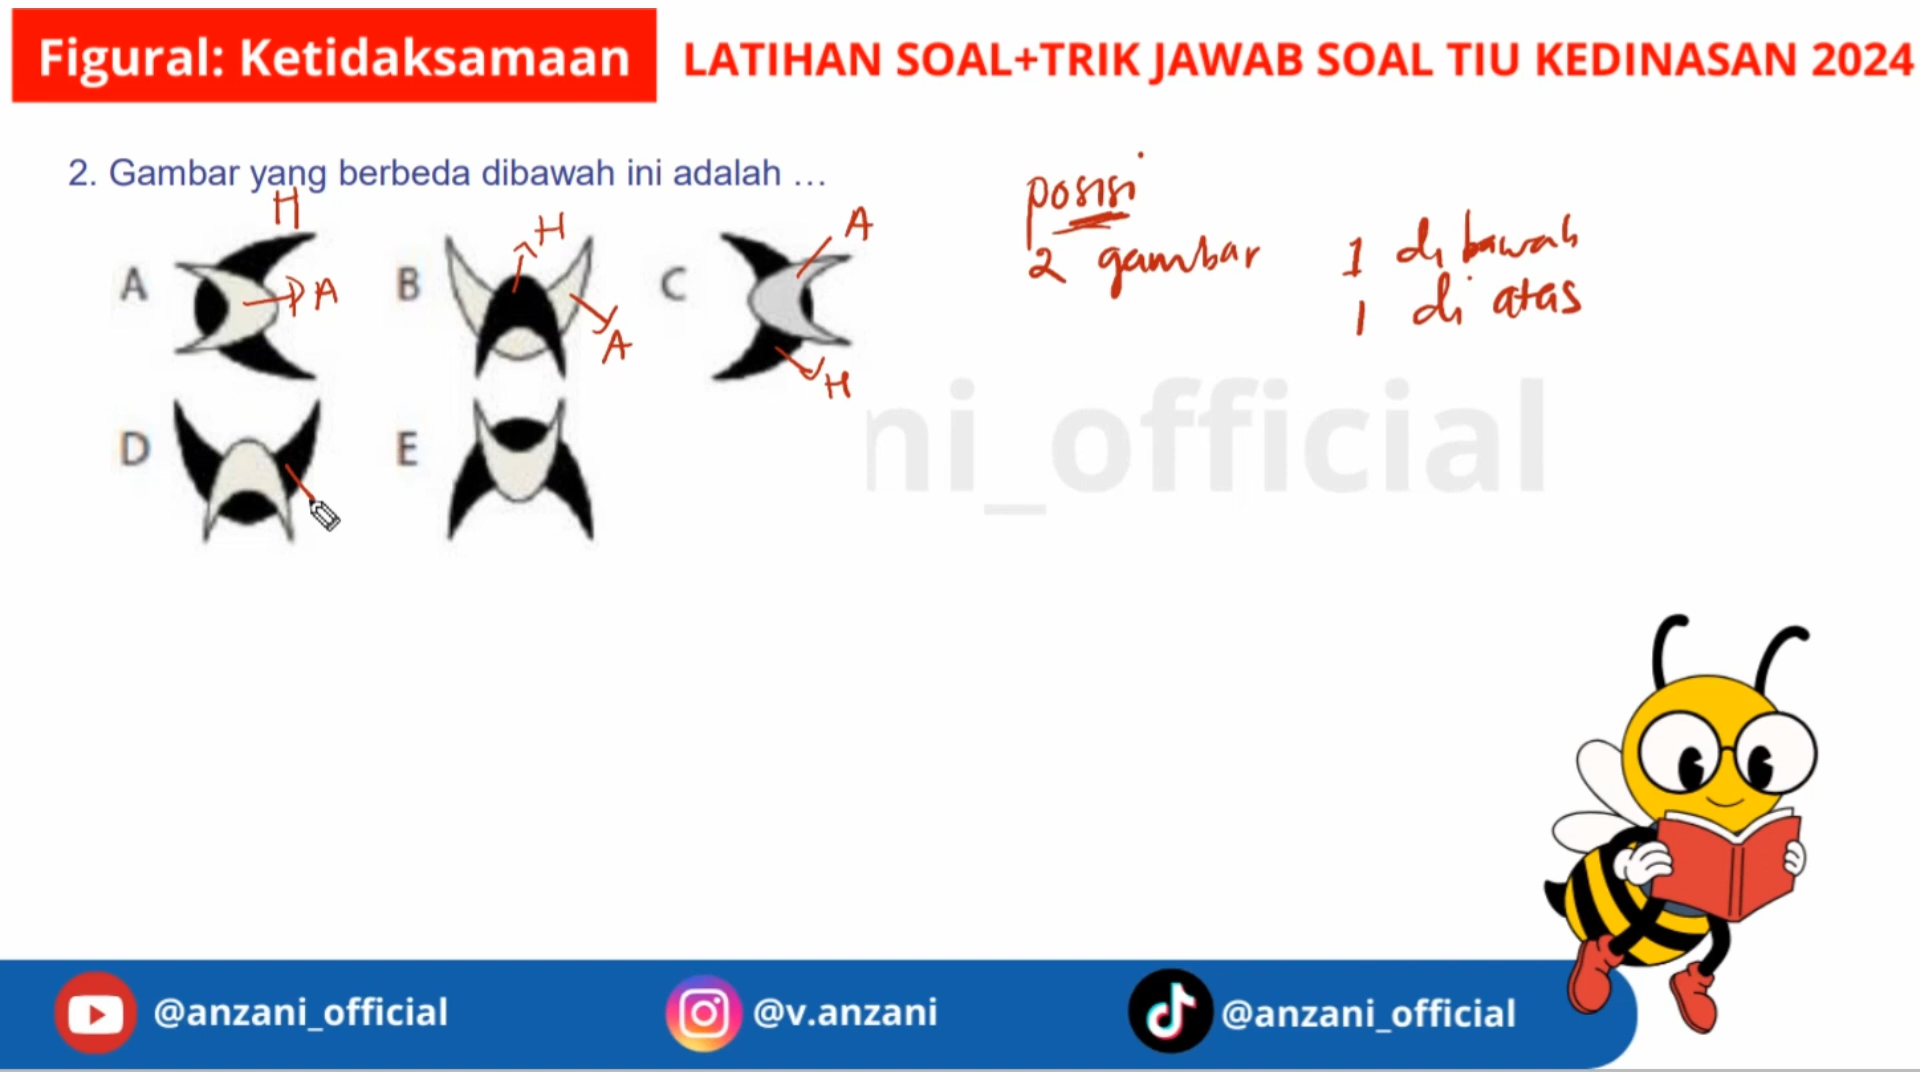 Figural: Ketidaksamaan
LATIHAN SOAL+TRIK JAWAB SOAL TIU KEDINASAN 2024
2. Gambar yang berbeda dibawah ini adalah …
posisi
2 gambar
1 di bawah
1 di atas
A
H
A
B
H
A
C
A
H
D
E
ni_official
@anzani_official
@v.anzani
@anzani_official